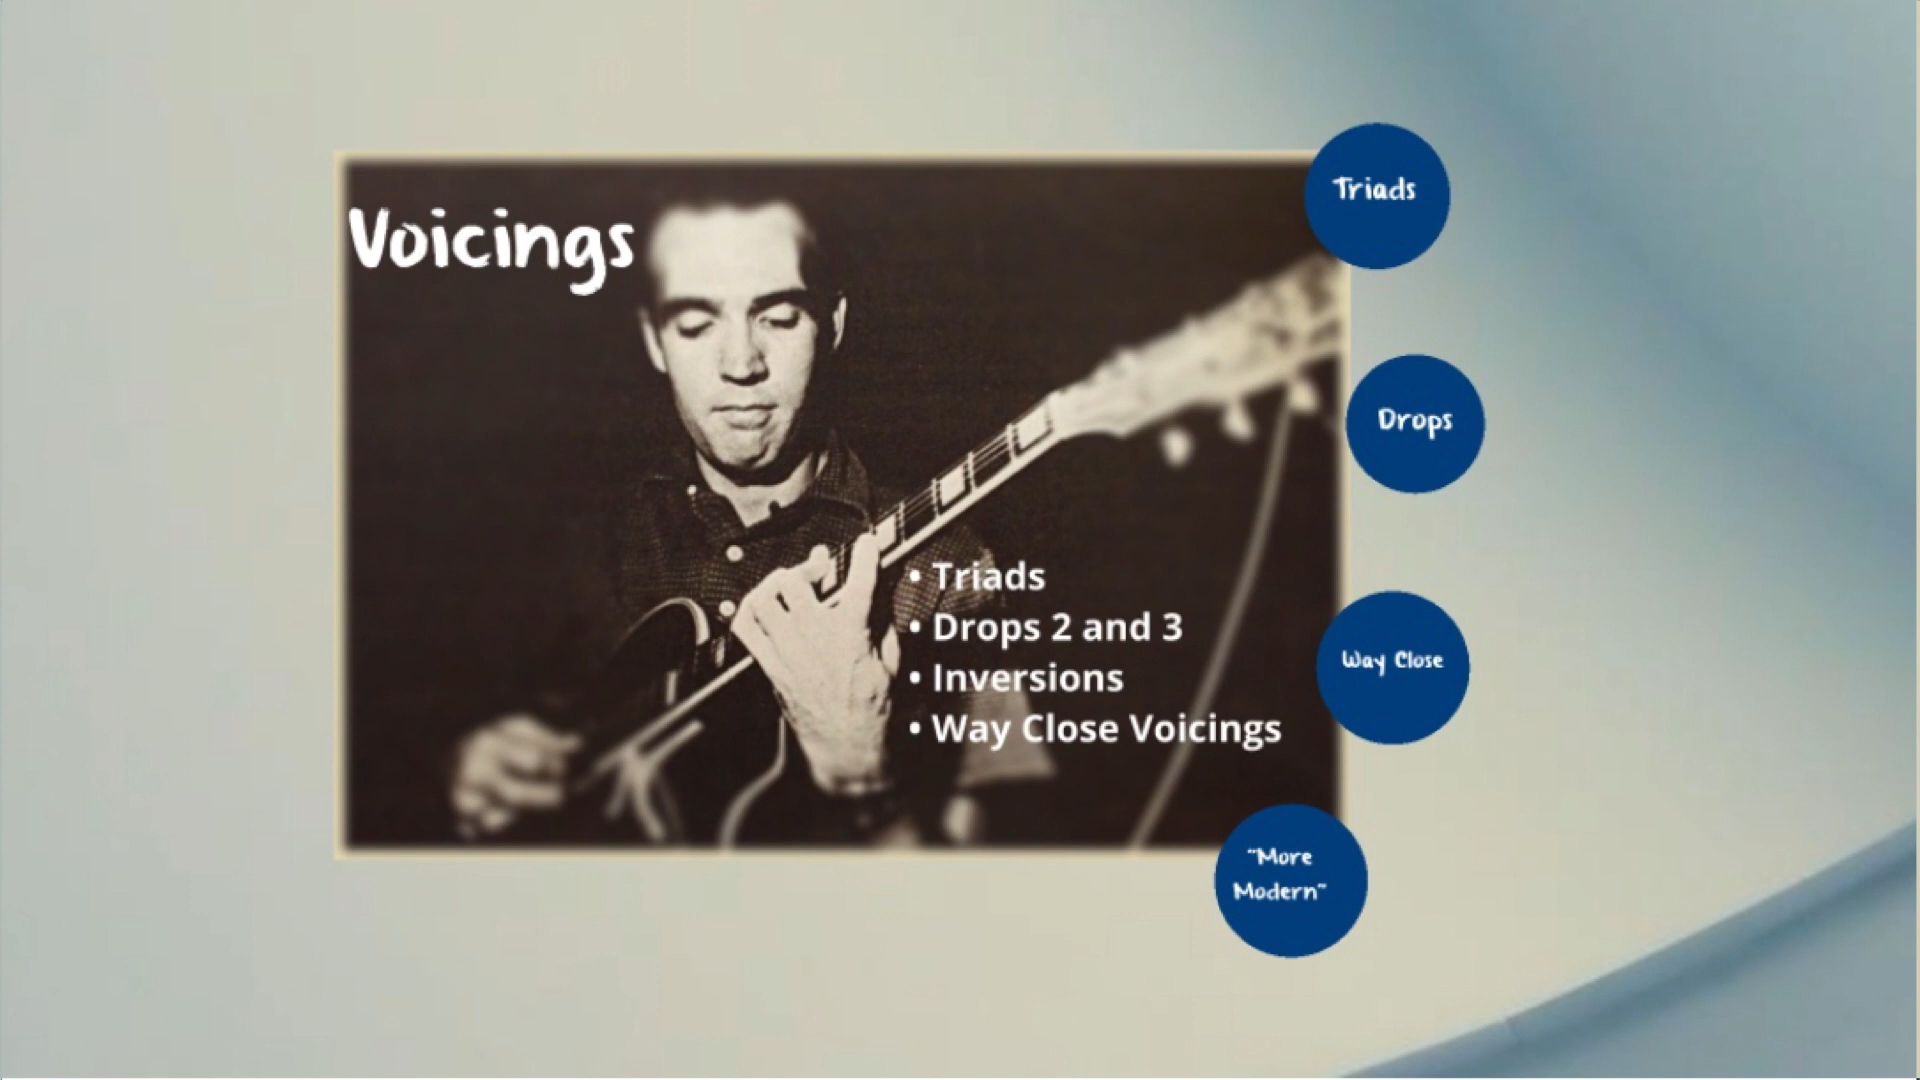 Voicings
• Triads
• Drops 2 and 3
• Inversions
• Way Close Voicings
Triads
Drops
Way Close
"More
Modern"